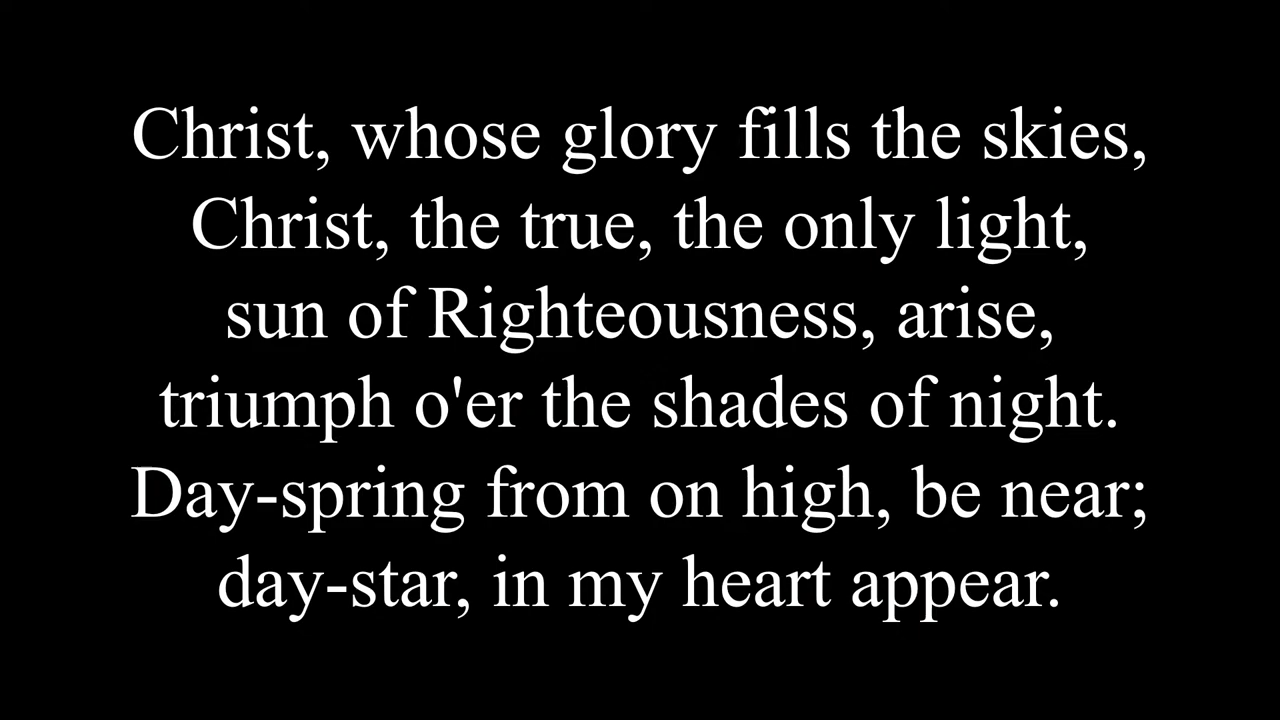 Christ, whose glory fills the skies,
Christ, the true, the only light,
sun of Righteousness, arise,
triumph o'er the shades of night.
Day-spring from on high, be near;
day-star, in my heart appear.